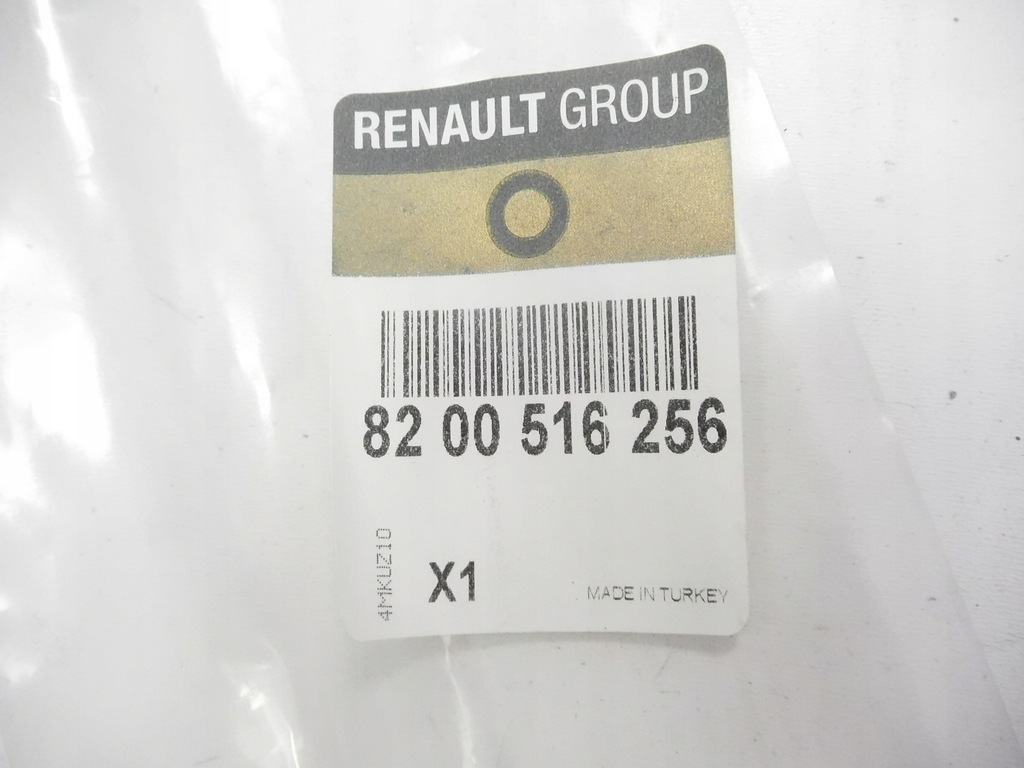 RENAULT GROUP
82 00 516 256
4MKUZ10
X1
MADE IN TURKEY